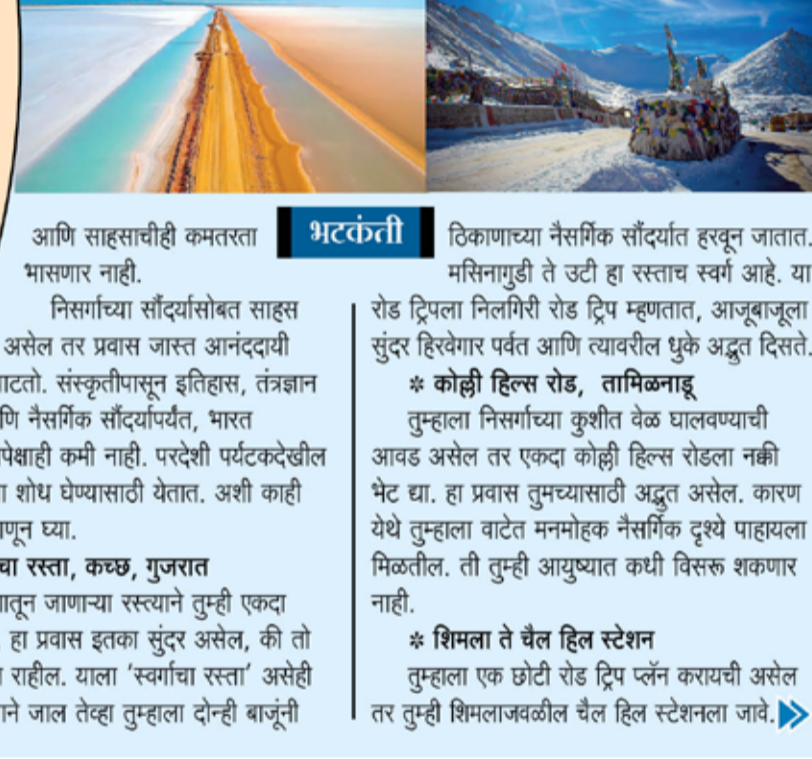 भटकंती
आणि साहसाचीही कमतरता
भासणार नाही.
निसर्गाच्या सौंदर्यासोबत साहस
असेल तर प्रवास जास्त आनंददायी
संस्कृतीपासून इतिहास, तंत्रज्ञान
नैसर्गिक सौंदर्यापर्यंत, भारत
कमी नाही. परदेशी पर्यटकदेखील
शोध घेण्यासाठी येतात. अशी काही
घ्या.
रस्ता, कच्छ, गुजरात
जाणाऱ्या रस्त्याने तुम्ही एकदा
हा प्रवास इतका सुंदर असेल, की तो
राहील. याला ‘स्वर्गाचा रस्ता’ असेही
जाल तेव्हा तुम्हाला दोन्ही बाजूंनी
ठिकाणाच्या नैसर्गिक सौंदर्यात हरवून जातात.
मसिनागुडी ते उटी हा रस्ताच स्वर्ग आहे. या
रोड ट्रिपला निलगिरी रोड ट्रिप म्हणतात, आजूबाजूला
सुंदर हिरवेगार पर्वत आणि त्यावरील धुके अद्भुत दिसते.
* कोल्ली हिल्स रोड, तामिळनाडू
तुम्हाला निसर्गाच्या कुशीत वेळ घालवण्याची
आवड असेल तर एकदा कोल्ली हिल्स रोडला नक्की
भेट द्या. हा प्रवास तुमच्यासाठी अद्भुत असेल. कारण
येथे तुम्हाला वाटेत मनमोहक नैसर्गिक दृश्ये पाहायला
मिळतील. ती तुम्ही आयुष्यात कधी विसरू शकणार
नाही.
* शिमला ते चैल हिल स्टेशन
तुम्हाला एक छोटी रोड ट्रिप प्लॅन करायची असेल
तर तुम्ही शिमलाजवळील चैल हिल स्टेशनला जावे.